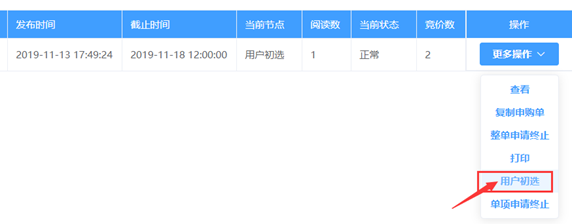 发布时间 截止时间 当前节点 阅读数 当前状态 竞价数 操作
2019-11-13 17:49:24 2019-11-18 12:00:00 用户初选 1 正常 2 更多操作
查看
复制申购单
整单申请终止
打印
用户初选
单项申请终止